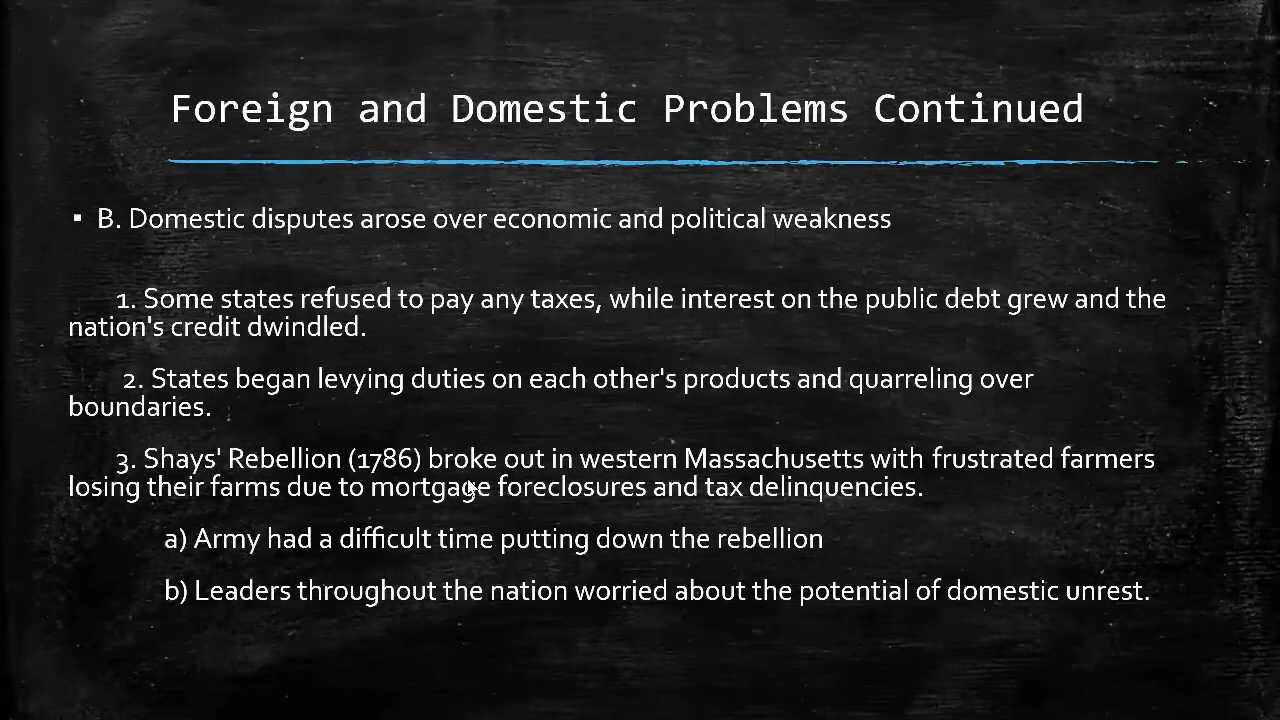 Foreign and Domestic Problems Continued
▪ B. Domestic disputes arose over economic and political weakness
1. Some states refused to pay any taxes, while interest on the public debt grew and the
nation's credit dwindled.
2. States began levying duties on each other's products and quarreling over
boundaries.
3. Shays' Rebellion (1786) broke out in western Massachusetts with frustrated farmers
losing their farms due to mortgage foreclosures and tax delinquencies.
a) Army had a difficult time putting down the rebellion
b) Leaders throughout the nation worried about the potential of domestic unrest.